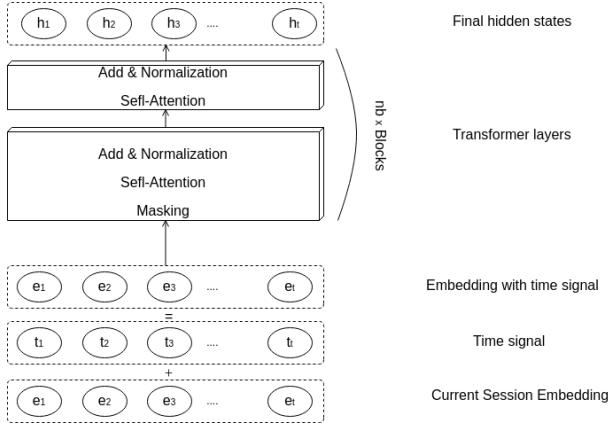 h1 h2 h3 .... ht Final hidden states
Add & Normalization
Sefl-Attention
nb x Blocks
Transformer layers
Add & Normalization
Sefl-Attention
Masking
e1 e2 e3 .... et Embedding with time signal
=
t1 t2 t3 .... tt Time signal
+
e1 e2 e3 .... et Current Session Embedding